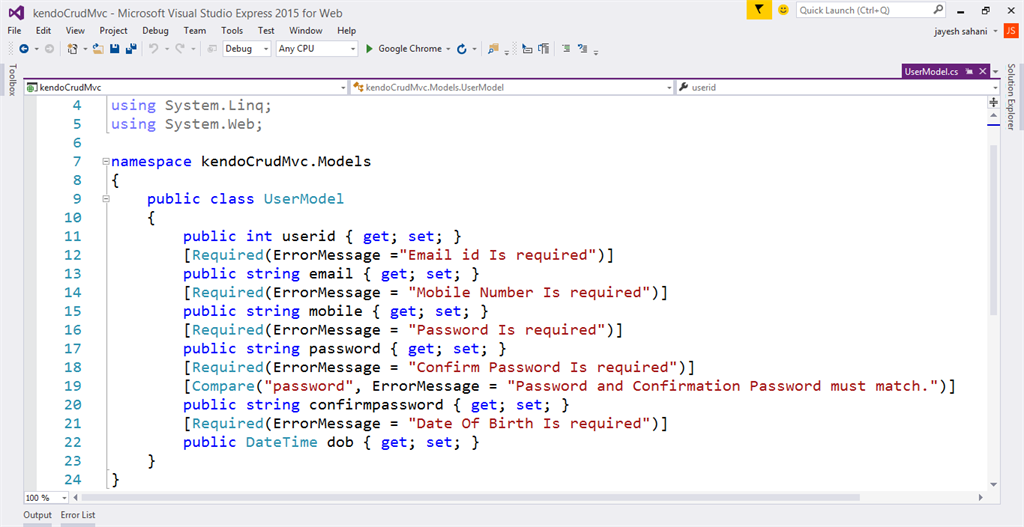 kendoCrudMvc - Microsoft Visual Studio Express 2015 for Web
Quick Launch (Ctrl+Q)
File Edit View Project Debug Team Tools Test Window Help
jayesh sahani
JS
Debug Any CPU Google Chrome
Toolbox
UserModel.cs
Solution Explorer
kendoCrudMvc kendoCrudMvc.Models.UserModel userid
4 using System.Linq;
5 using System.Web;
6
7 namespace kendoCrudMvc.Models
8 {
9 public class UserModel
10 {
11 public int userid { get; set; }
12 [Required(ErrorMessage ="Email id Is required")]
13 public string email { get; set; }
14 [Required(ErrorMessage = "Mobile Number Is required")]
15 public string mobile { get; set; }
16 [Required(ErrorMessage = "Password Is required")]
17 public string password { get; set; }
18 [Required(ErrorMessage = "Confirm Password Is required")]
19 [Compare("password", ErrorMessage = "Password and Confirmation Password must match.")]
20 public string confirmpassword { get; set; }
21 [Required(ErrorMessage = "Date Of Birth Is required")]
22 public DateTime dob { get; set; }
23 }
24 }
100 %
Output Error List